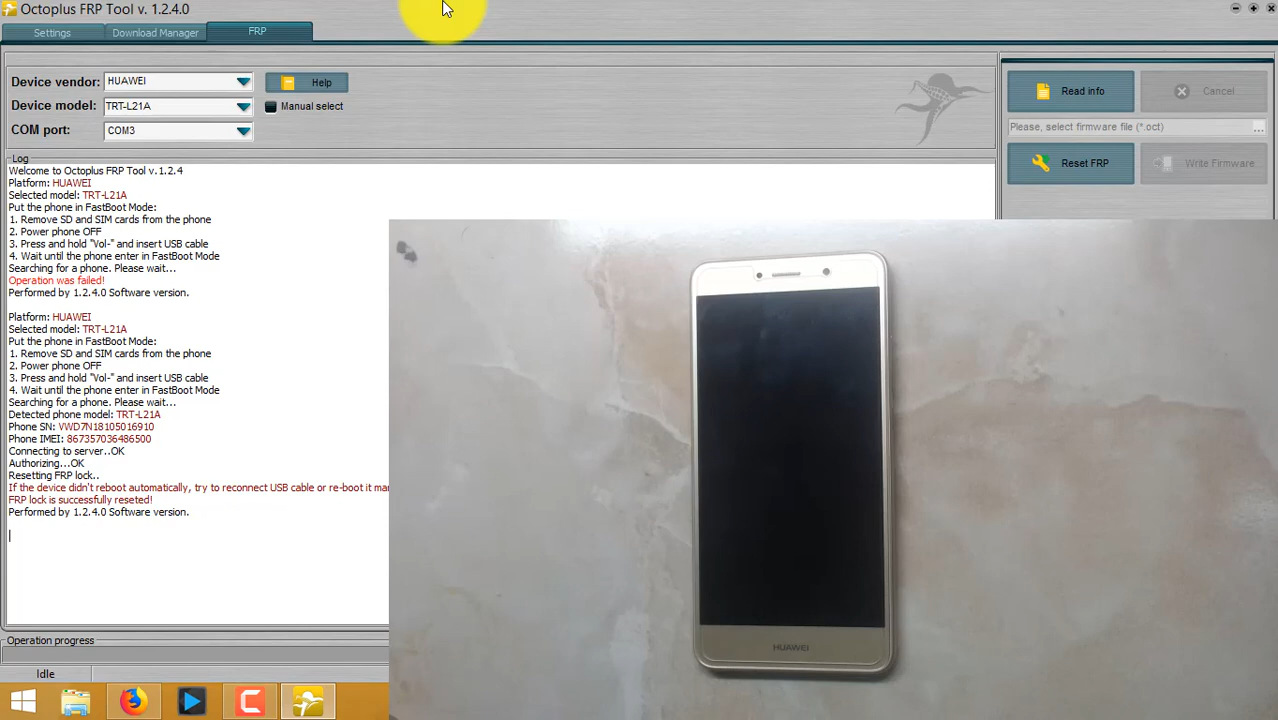 Octoplus FRP Tool v. 1.2.4.0
Settings
Download Manager
FRP
Device vendor:
HUAWEI
Help
Device model:
TRT-L21A
Manual select
COM port:
COM3
Read info
Cancel
Please, select firmware file (*.oct)
...
Reset FRP
Write Firmware
Log
Welcome to Octoplus FRP Tool v.1.2.4
Platform: HUAWEI
Selected model: TRT-L21A
Put the phone in FastBoot Mode:
1. Remove SD and SIM cards from the phone
2. Power phone OFF
3. Press and hold "Vol-" and insert USB cable
4. Wait until the phone enter in FastBoot Mode
Searching for a phone. Please wait...
Operation was failed!
Performed by 1.2.4.0 Software version.
Platform: HUAWEI
Selected model: TRT-L21A
Put the phone in FastBoot Mode:
1. Remove SD and SIM cards from the phone
2. Power phone OFF
3. Press and hold "Vol-" and insert USB cable
4. Wait until the phone enter in FastBoot Mode
Searching for a phone. Please wait...
Detected phone model: TRT-L21A
Phone SN: VWD7N18105016910
Phone IMEI: 867357036486500
Connecting to server..OK
Authorizing...OK
Resetting FRP lock..
If the device didn't reboot automatically, try to reconnect USB cable or re-boot it
FRP lock is successfully reseted!
Performed by 1.2.4.0 Software version.
Operation progress
Idle
HUAWEI